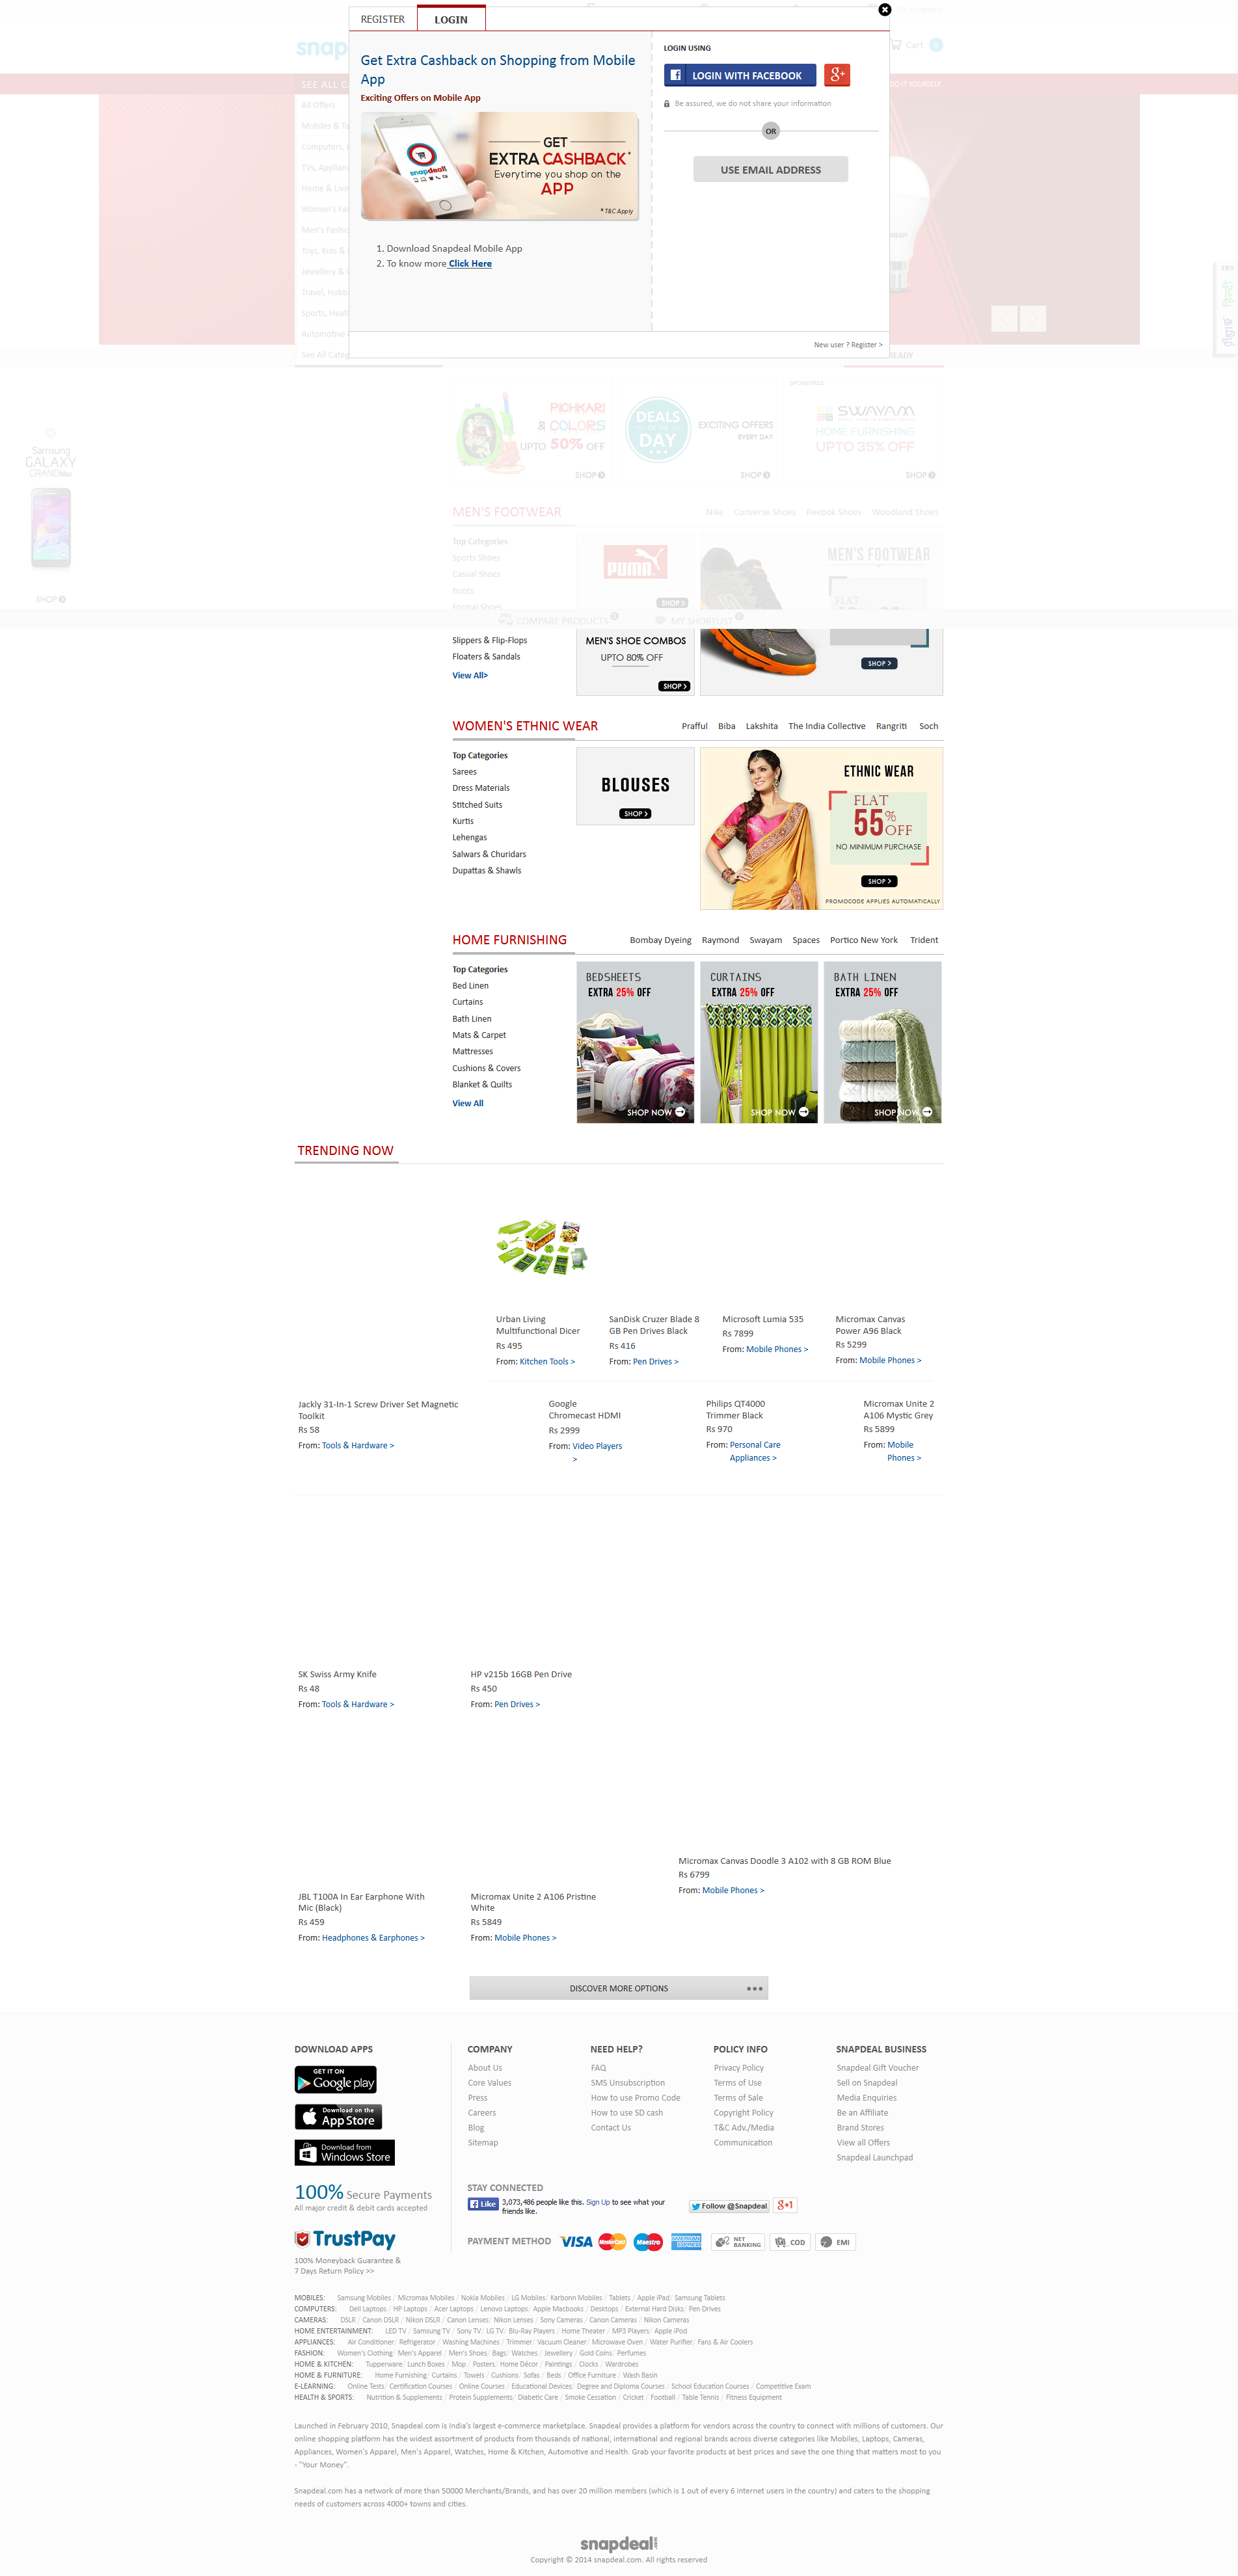 REGISTER
LOGIN
Get Extra Cashback on Shopping from Mobile
App
Exciting Offers on Mobile App
GET
EXTRA CASHBACK*
Everytime you shop on the
APP
* T&C Apply
1. Download Snapdeal Mobile App
2. To know more Click Here
LOGIN USING
LOGIN WITH FACEBOOK
Be assured, we do not share your information
OR
USE EMAIL ADDRESS
New user ? Register >
snap
Cart
SEE ALL
DO IT YOURSELF
All Offers
Mobiles &
Computers,
TVs,
Home &
Women's
Men's
Toys, Kids &
Jewellery &
Travel,
Sports,
Automotive
See All
Samsung
GALAXY
GRANDMax
SHOP
PICHKARI
& COLORS
UPTO 50% OFF
SHOP
DEALS
OF THE
DAY
EXCITING OFFERS
EVERY DAY
SHOP
SPONSORED
SWAYAM
HOME FURNISHING
UPTO 35% OFF
SHOP
MEN'S FOOTWEAR
Nike Converse Shoes Reebok Shoes Woodland Shoes
Top Categories
Sports Shoes
Casual Shoes
Boots
Formal Shoes
Slippers & Flip-Flops
Floaters & Sandals
View All>
PUMA
SHOP >
MEN'S SHOE COMBOS
UPTO 80% OFF
SHOP >
MEN'S FOOTWEAR
FLAT
SHOP >
COMPARE PRODUCTS
MY SHORTLIST
WOMEN'S ETHNIC WEAR
Prafful Biba Lakshita The India Collective Rangriti Soch
Top Categories
Sarees
Dress Materials
Stitched Suits
Kurtis
Lehengas
Salwars & Churidars
Dupattas & Shawls
BLOUSES
SHOP >
ETHNIC WEAR
FLAT
55% OFF
NO MINIMUM PURCHASE
SHOP >
PROMOCODE APPLIES AUTOMATICALLY
HOME FURNISHING
Bombay Dyeing Raymond Swayam Spaces Portico New York Trident
Top Categories
Bed Linen
Curtains
Bath Linen
Mats & Carpet
Mattresses
Cushions & Covers
Blanket & Quilts
View All
BEDSHEETS
EXTRA 25% OFF
SHOP NOW
CURTAINS
EXTRA 25% OFF
SHOP NOW
BATH LINEN
EXTRA 25% OFF
SHOP NOW
TRENDING NOW
Urban Living
Multifunctional Dicer
Rs 495
From: Kitchen Tools >
SanDisk Cruzer Blade 8
GB Pen Drives Black
Rs 416
From: Pen Drives >
Microsoft Lumia 535
Rs 7899
From: Mobile Phones >
Micromax Canvas
Power A96 Black
Rs 5299
From: Mobile Phones >
Jackly 31-In-1 Screw Driver Set Magnetic
Toolkit
Rs 58
From: Tools & Hardware >
Google
Chromecast HDMI
Rs 2999
From: Video Players
>
Philips QT4000
Trimmer Black
Rs 970
From: Personal Care
Appliances >
Micromax Unite 2
A106 Mystic Grey
Rs 5899
From: Mobile
Phones >
SK Swiss Army Knife
Rs 48
From: Tools & Hardware >
HP v215b 16GB Pen Drive
Rs 450
From: Pen Drives >
Micromax Canvas Doodle 3 A102 with 8 GB ROM Blue
Rs 6799
From: Mobile Phones >
JBL T100A In Ear Earphone With
Mic (Black)
Rs 459
From: Headphones & Earphones >
Micromax Unite 2 A106 Pristine
White
Rs 5849
From: Mobile Phones >
DISCOVER MORE OPTIONS
DOWNLOAD APPS
GET IT ON
Google play
Download on the
App Store
Download from
Windows Store
100% Secure Payments
All major credit & debit cards accepted
TrustPay
100% Moneyback Guarantee &
7 Days Return Policy >>
COMPANY
About Us
Core Values
Press
Careers
Blog
Sitemap
NEED HELP?
FAQ
SMS Unsubscription
How to use Promo Code
How to use SD cash
Contact Us
POLICY INFO
Privacy Policy
Terms of Use
Terms of Sale
Copyright Policy
T&C Adv./Media
Communication
SNAPDEAL BUSINESS
Snapdeal Gift Voucher
Sell on Snapdeal
Media Enquiries
Be an Affiliate
Brand Stores
View all Offers
Snapdeal Launchpad
STAY CONNECTED
Like
3,073,486 people like this. Sign Up to see what your
friends like.
Follow @Snapdeal
+1
PAYMENT METHOD
VISA
MasterCard
Maestro
AMERICAN EXPRESS
NET
BANKING
COD
EMI
MOBILES: Samsung Mobiles / Micromax Mobiles / Nokia Mobiles / LG Mobiles / Karbonn Mobiles / Tablets / Apple iPad / Samsung Tablets
COMPUTERS: Dell Laptops / HP Laptops / Acer Laptops / Lenovo Laptops / Apple Macbooks / Desktops / External Hard Disks / Pen Drives
CAMERAS: DSLR / Canon DSLR / Nikon DSLR / Canon Lenses / Nikon Lenses / Sony Cameras / Canon Cameras / Nikon Cameras
HOME ENTERTAINMENT: LED TV / Samsung TV / Sony TV / LG TV / Blu-Ray Players / Home Theater / MP3 Players / Apple iPod
APPLIANCES: Air Conditioner / Refrigerator / Washing Machines / Trimmer / Vacuum Cleaner / Microwave Oven / Water Purifier / Fans & Air Coolers
FASHION: Women's Clothing / Men's Apparel / Men's Shoes / Bags / Watches / Jewellery / Gold Coins / Perfumes
HOME & KITCHEN: Tupperware / Lunch Boxes / Mop / Posters / Home Décor / Paintings / Clocks / Wardrobes
HOME & FURNITURE: Home Furnishing / Curtains / Towels / Cushions / Sofas / Beds / Office Furniture / Wash Basin
E-LEARNING: Online Tests / Certification Courses / Online Courses / Educational Devices / Degree and Diploma Courses / School Education Courses / Competitive Exam
HEALTH & SPORTS: Nutrition & Supplements / Protein Supplements / Diabetic Care / Smoke Cessation / Cricket / Football / Table Tennis / Fitness Equipment
Launched in February 2010, Snapdeal.com is India's largest e-commerce marketplace. Snapdeal provides a platform for vendors across the country to connect with millions of customers. Our
online shopping platform has the widest assortment of products from thousands of national, international and regional brands across diverse categories like Mobiles, Laptops, Cameras,
Appliances, Women's Apparel, Men's Apparel, Watches, Home & Kitchen, Automotive and Health. Grab your favorite products at best prices and save the one thing that matters most to you
- "Your Money".
Snapdeal.com has a network of more than 50000 Merchants/Brands, and has over 20 million members (which is 1 out of every 6 internet users in the country) and caters to the shopping
needs of customers across 4000+ towns and cities.
snapdeal.com
Copyright © 2014 snapdeal.com. All rights reserved